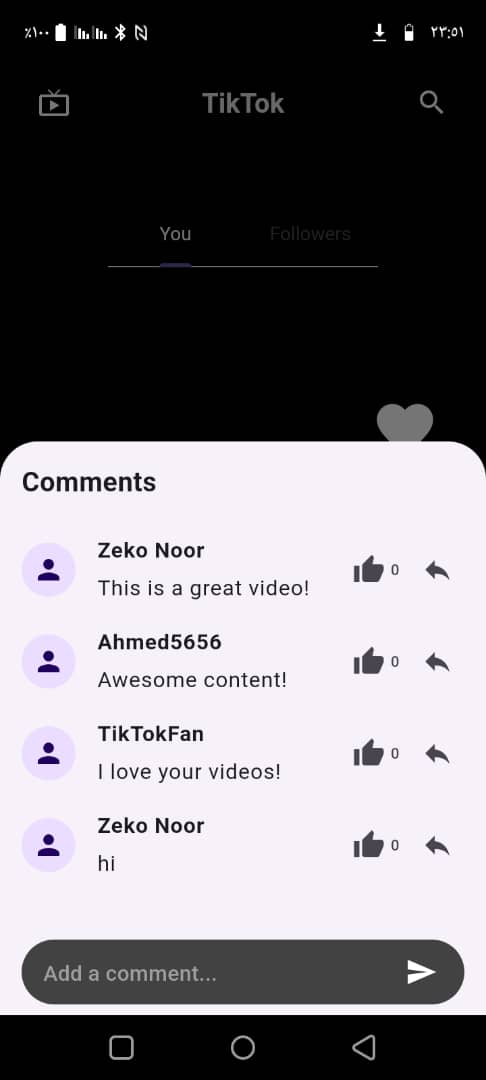 ٪١٠٠ ٢٣:٥١
TikTok
You Followers
Comments
Zeko Noor
This is a great video! 0
Ahmed5656
Awesome content! 0
TikTokFan
I love your videos! 0
Zeko Noor
hi 0
Add a comment...